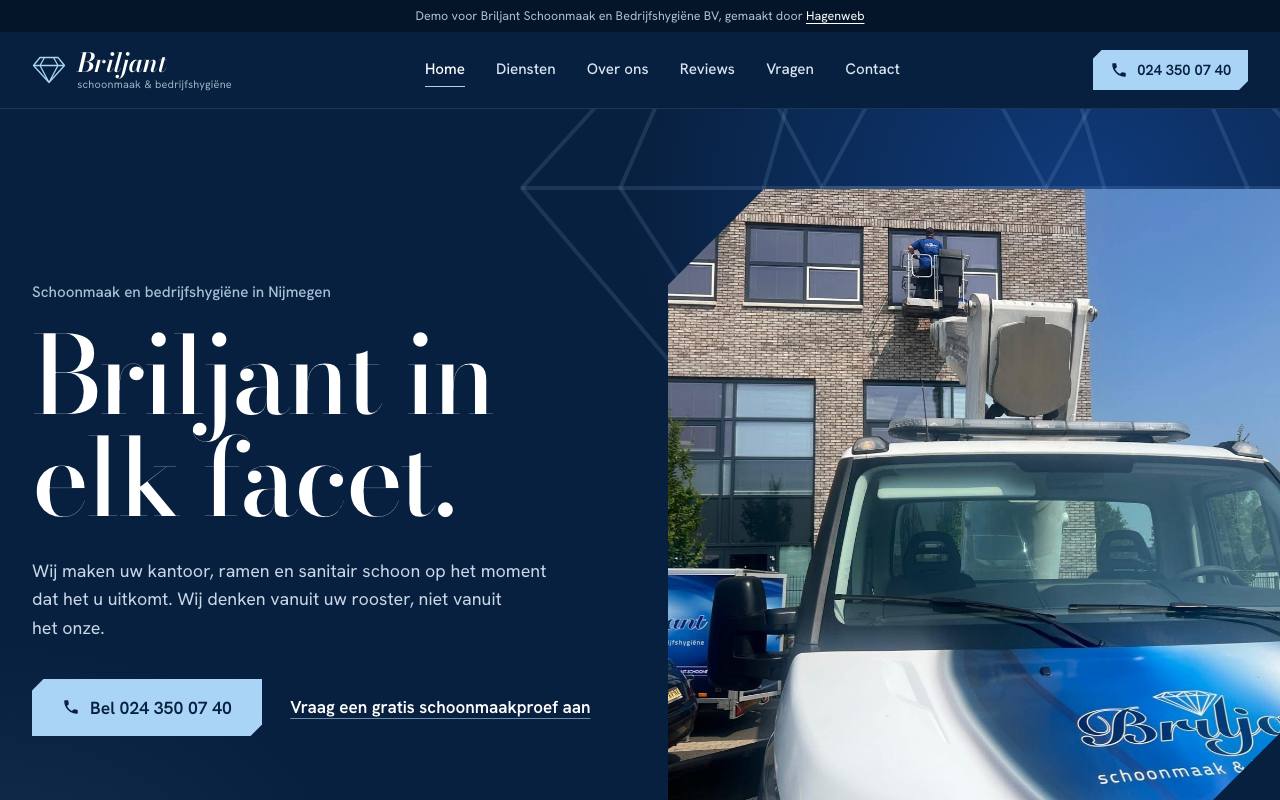 Demo voor Briljant Schoonmaak en Bedrijfshygiëne BV, gemaakt door Hagenweb
Briljant
schoonmaak & bedrijfshygiëne
Home Diensten Over ons Reviews Vragen Contact
024 350 07 40
Schoonmaak en bedrijfshygiëne in Nijmegen
Briljant in
elk facet.
Wij maken uw kantoor, ramen en sanitair schoon op het moment
dat het u uitkomt. Wij denken vanuit uw rooster, niet vanuit
het onze.
Bel 024 350 07 40
Vraag een gratis schoonmaakproef aan
schoonmaak &